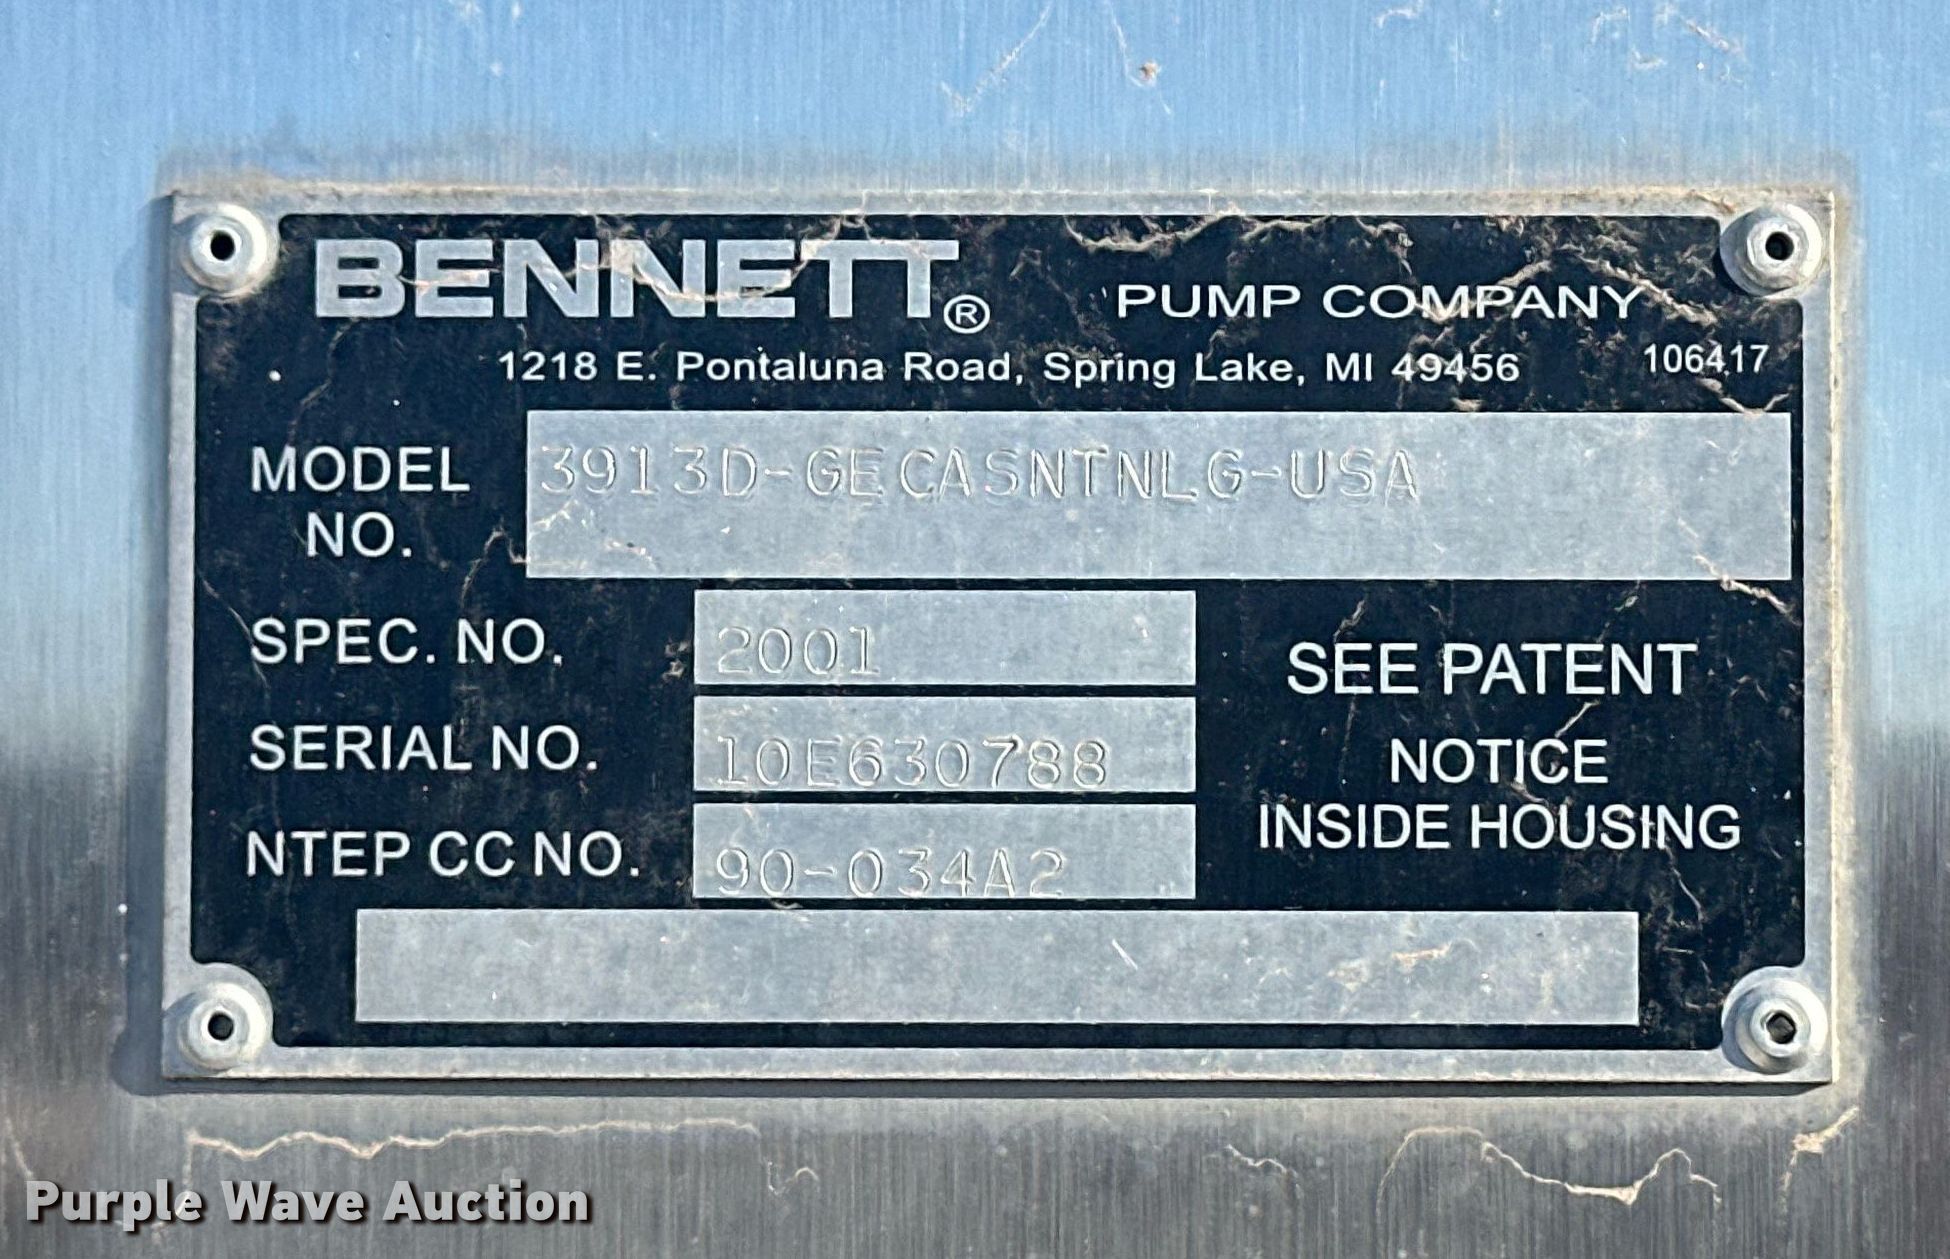 BENNETT® PUMP COMPANY
1218 E. Pontaluna Road, Spring Lake, MI 49456 106417
MODEL NO. 3913D-GECASNTNLG-USA
SPEC. NO. 2001
SERIAL NO. 10E630788
NTEP CC NO. 90-034A2
SEE PATENT
NOTICE
INSIDE HOUSING
Purple Wave Auction